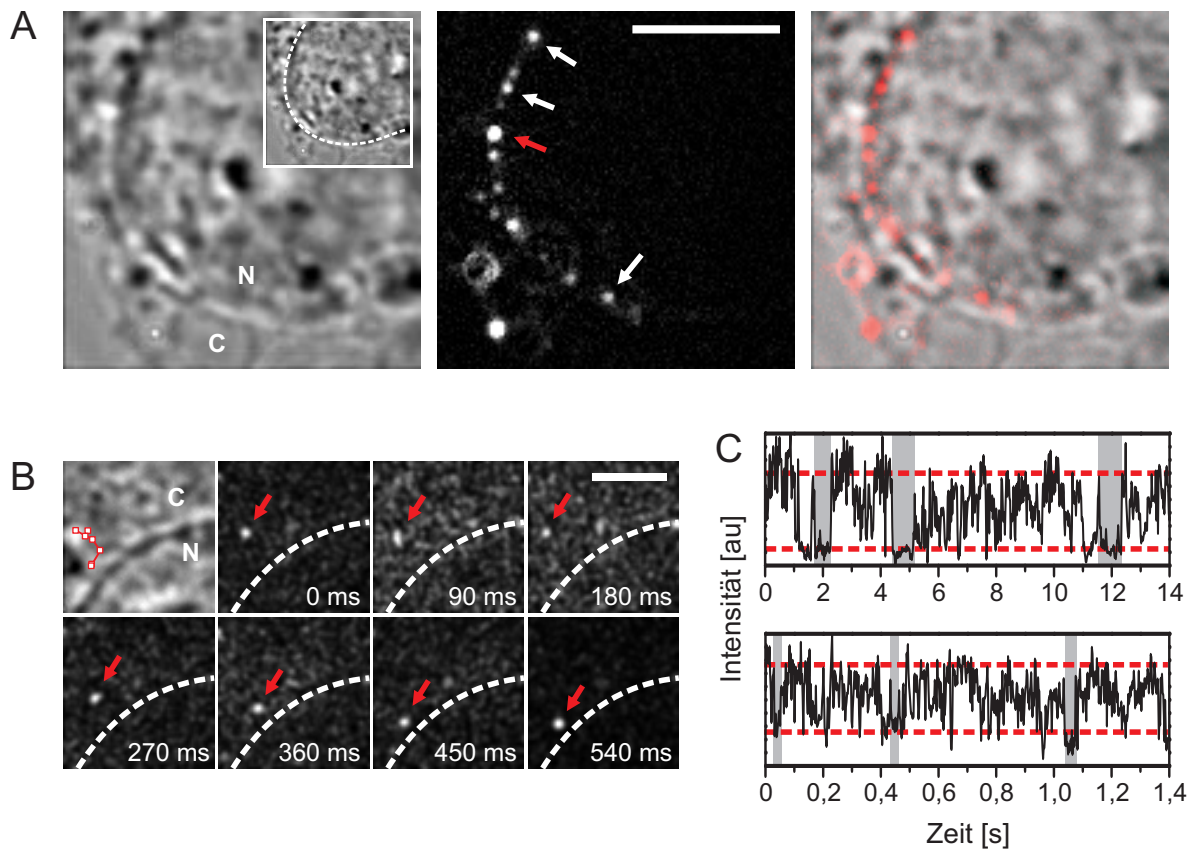 A
N
C
B
C
N
0 ms
90 ms
180 ms
270 ms
360 ms
450 ms
540 ms
C
Intensität [au]
0 2 4 6 8 10 12 14
0 0,2 0,4 0,6 0,8 1,0 1,2 1,4
Zeit [s]